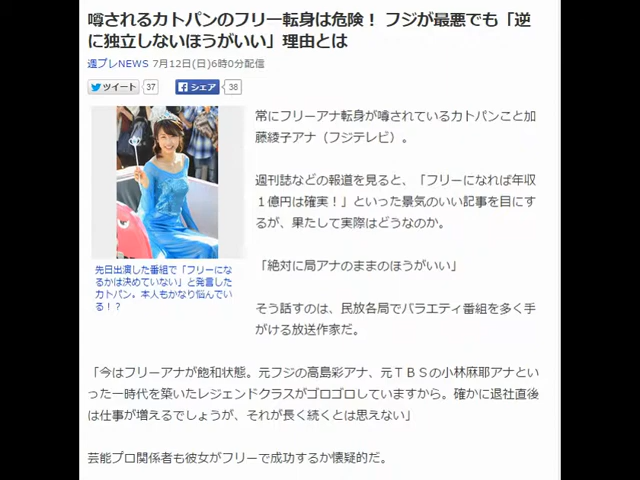 噂されるカトパンのフリー転身は危険！ フジが最悪でも「逆
に独立しないほうがいい」理由とは
週プレNEWS 7月12日(日)6時0分配信
ツイート 37 シェア 38
常にフリーアナ転身が噂されているカトパンこと加
藤綾子アナ（フジテレビ）。
週刊誌などの報道を見ると、「フリーになれば年収
１億円は確実！」といった景気のいい記事を目にす
るが、果たして実際はどうなのか。
「絶対に局アナのままのほうがいい」
そう話すのは、民放各局でバラエティ番組を多く手
がける放送作家だ。
先日出演した番組で「フリーにな
るかは決めていない」と発言した
カトパン。本人もかなり悩んでい
る！？
「今はフリーアナが飽和状態。元フジの高島彩アナ、元ＴＢＳの小林麻耶アナとい
った一時代を築いたレジェンドクラスがゴロゴロしていますから。確かに退社直後
は仕事が増えるでしょうが、それが長く続くとは思えない」
芸能プロ関係者も彼女がフリーで成功するか懐疑的だ。